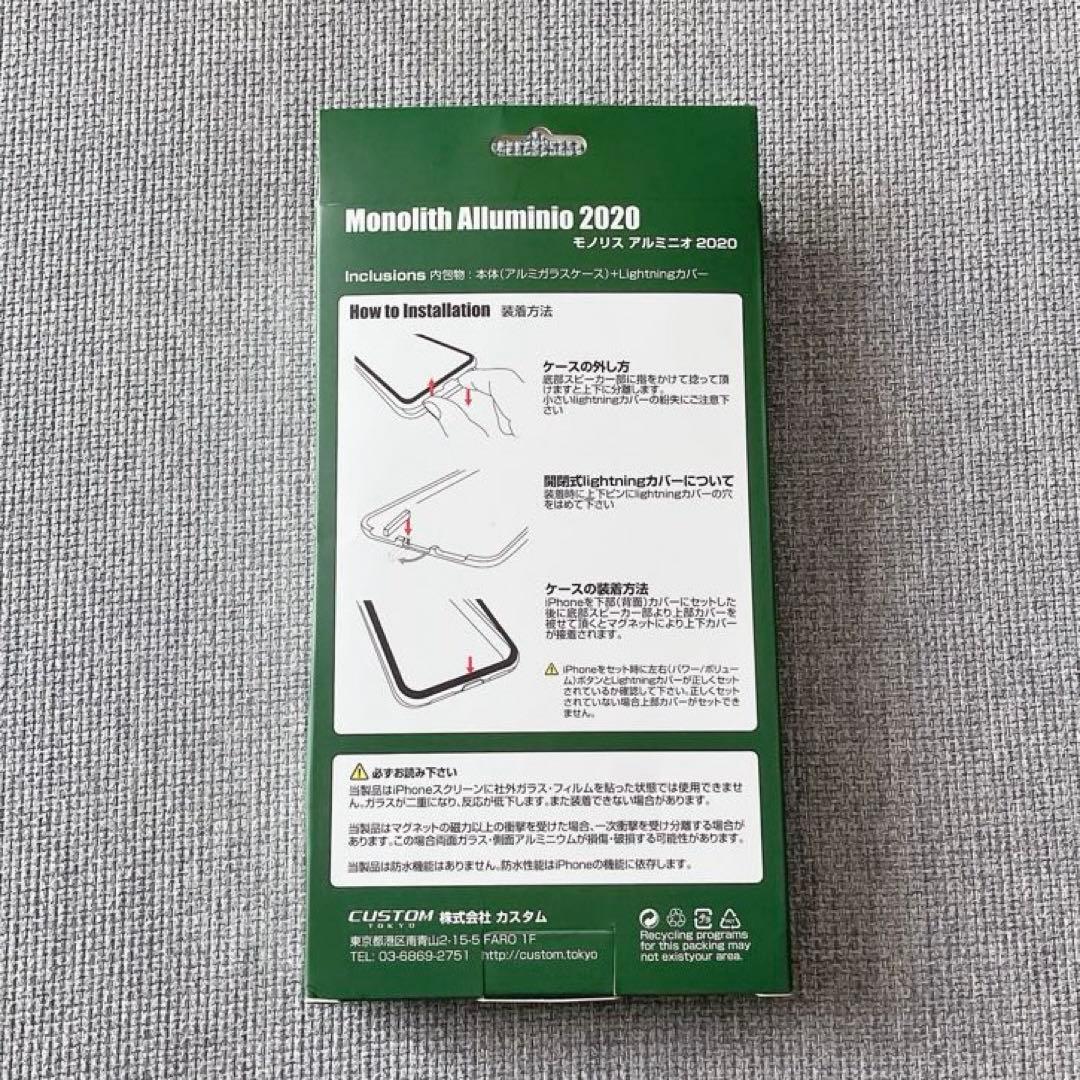 Monolith Alluminio 2020
モノリス アルミニオ 2020
Inclusions 内包物：本体(アルミガラスケース)+Lightningカバー
How to Installation 装着方法
ケースの外し方
底部スピーカー部に指をかけて捻って頂
けますと上下に分離します。
小さいlightningカバーの紛失にご注意下
さい
開閉式lightningカバーについて
装着時に上下ピンにlightningカバーの穴
をはめて下さい
ケースの装着方法
iPhoneを下部(背面)カバーにセットした
後に底部スピーカー部より上部カバーを
被せて頂くとマグネットにより上下カバー
が接着されます。
iPhoneをセット時に左右(パワー/ボリュー
ム)ボタンとLightningカバーが正しくセット
されているか確認して下さい。正しくセット
されていない場合上部カバーがセットでき
ません。
必ずお読み下さい
当製品はiPhoneスクリーンに社外ガラス・フィルムを貼った状態では使用できませ
ん。ガラスが二重になり、反応が低下します。また装着できない場合があります。
当製品はマグネットの磁力以上の衝撃を受けた場合、一次衝撃を受け分離する場合が
あります。この場合両面ガラス・側面アルミニウムが損傷・破損する可能性があります。
当製品は防水機能はありません。防水性能はiPhoneの機能に依存します。
CUSTOM 株式会社 カスタム
TOKYO
東京都港区南青山2-15-5 FARO 1F
TEL: 03-6869-2751 http://custom.tokyo
Recycling programs
for this packing may
not existyour area.